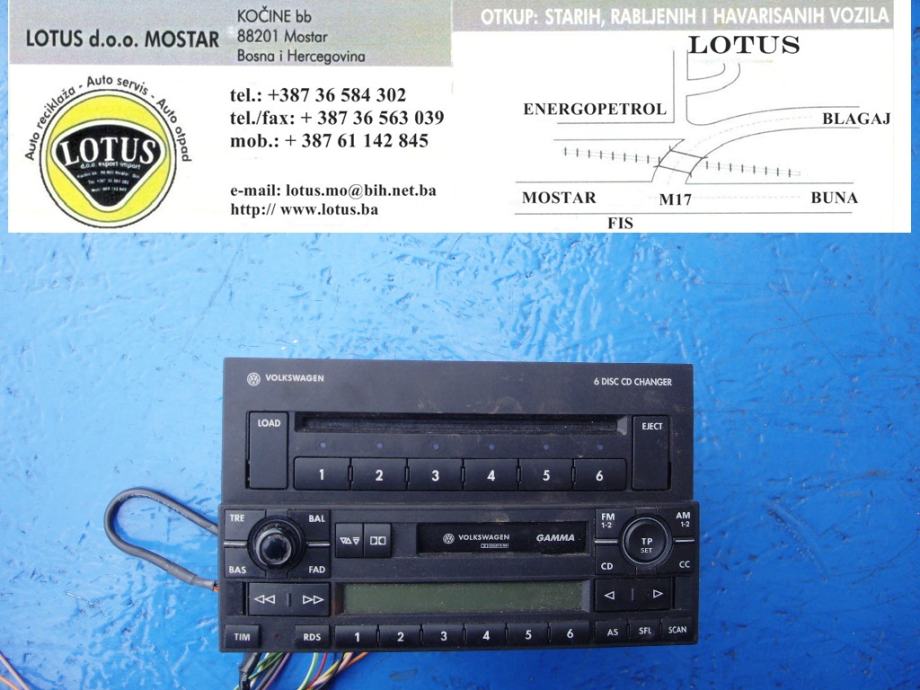 LOTUS d.o.o. MOSTAR
KOČINE bb
88201 Mostar
Bosna i Hercegovina
OTKUP: STARIH, RABLJENIH I HAVARISANIH VOZILA
Auto reciklaža - Auto servis - Auto otpad
LOTUS
d.o.o. export-import
tel.: +387 36 584 302
tel./fax: + 387 36 563 039
mob.: + 387 61 142 845
e-mail: lotus.mo@bih.net.ba
http:// www.lotus.ba
LOTUS
ENERGOPETROL
BLAGAJ
MOSTAR
M17
BUNA
FIS
VOLKSWAGEN
6 DISC CD CHANGER
LOAD
EJECT
1 2 3 4 5 6
TRE
BAL
BAS
FAD
VOLKSWAGEN
GAMMA
FM
1-2
AM
1-2
TP
SET
CD
CC
TIM
RDS
1 2 3 4 5 6
AS
SFL
SCAN